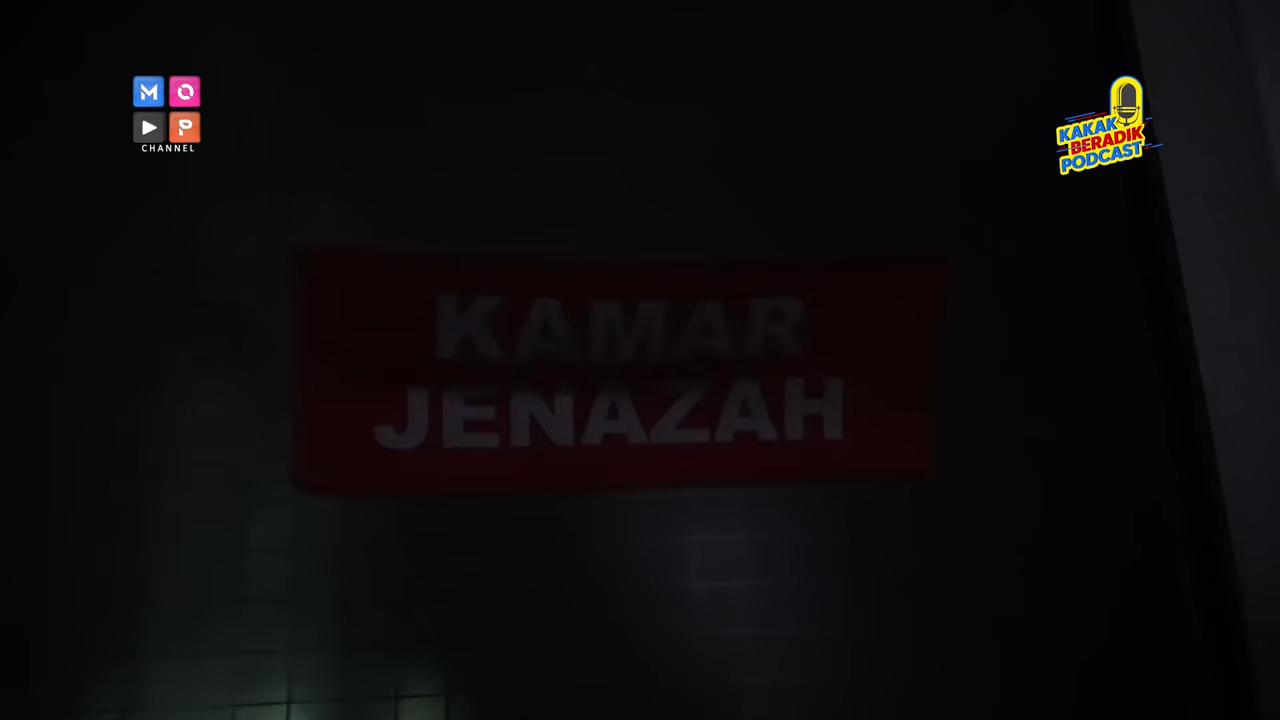 M O
P
CHANNEL
KAKAK
BERADIK
PODCAST
KAMAR
JENAZAH